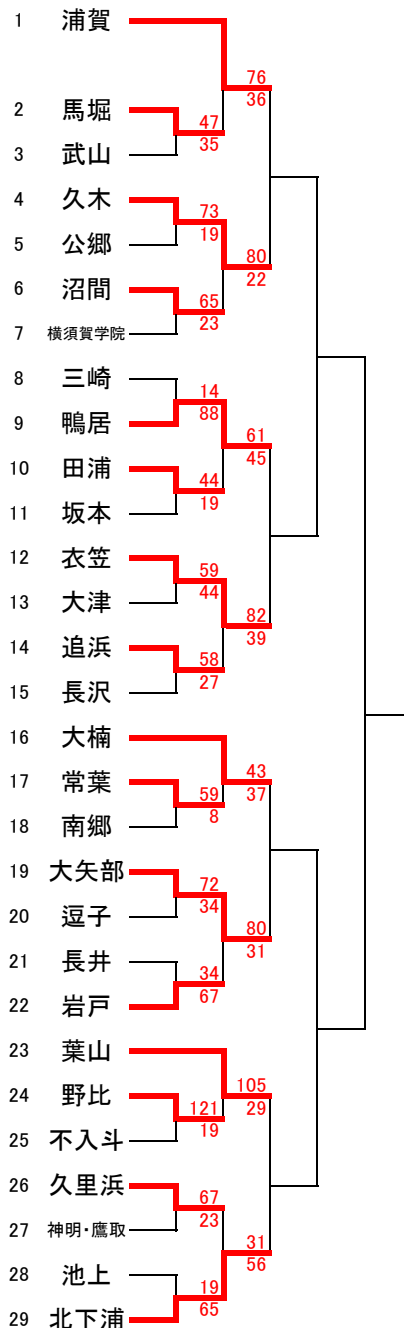 1 浦賀
76
36
2 馬堀
47
35
3 武山
4 久木
73
19
5 公郷
80
22
6 沼間
65
23
7 横須賀学院
8 三崎
14
88
9 鴨居
61
45
10 田浦
44
19
11 坂本
12 衣笠
59
44
13 大津
82
39
14 追浜
58
27
15 長沢
16 大楠
43
37
17 常葉
59
8
18 南郷
19 大矢部
72
34
20 逗子
80
31
21 長井
34
67
22 岩戸
23 葉山
105
29
24 野比
121
19
25 不入斗
26 久里浜
67
23
27 神明・鷹取
31
56
28 池上
19
65
29 北下浦